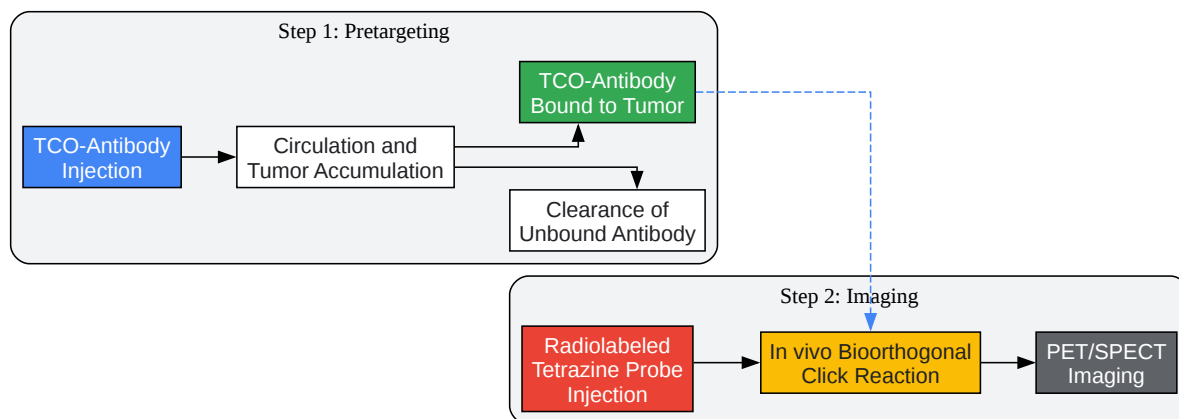 Step 1: Pretargeting
TCO-Antibody
Injection
Circulation and
Tumor Accumulation
TCO-Antibody
Bound to Tumor
Clearance of
Unbound Antibody
Step 2: Imaging
Radiolabeled
Tetrazine Probe
Injection
In vivo Bioorthogonal
Click Reaction
PET/SPECT
Imaging